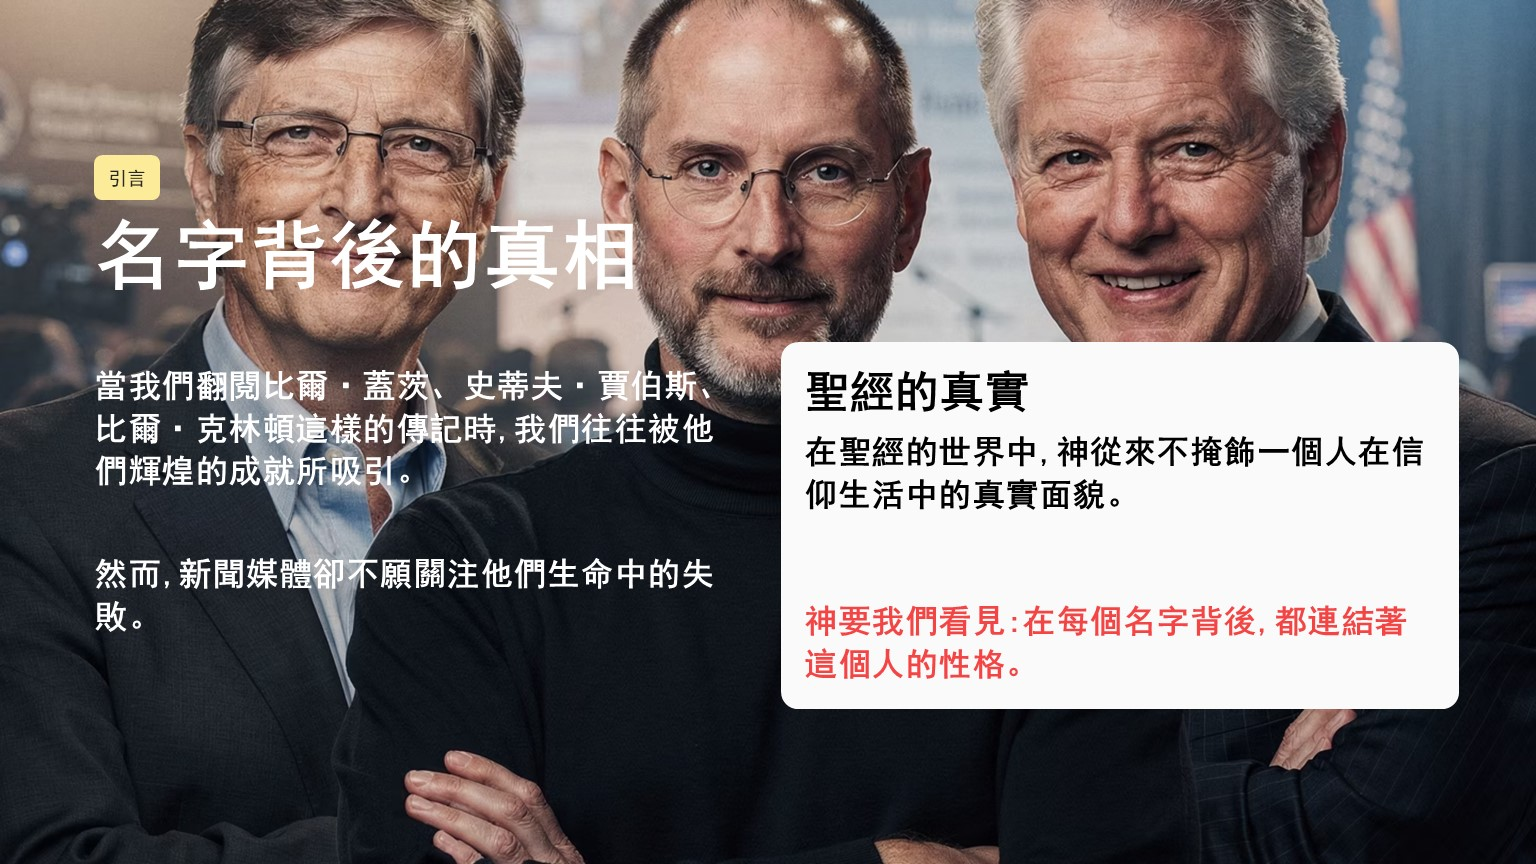 引言
名字背後的真相
當我們翻閱比爾·蓋茨、史蒂夫·賈伯斯、
比爾·克林頓這樣的傳記時,我們往往被他
們輝煌的成就所吸引。
然而,新聞媒體卻不願關注他們生命中的失
敗。
聖經的真實
在聖經的世界中,神從來不掩飾一個人在信
仰生活中的真實面貌。
神要我們看見:在每個名字背後,都連結著
這個人的性格。